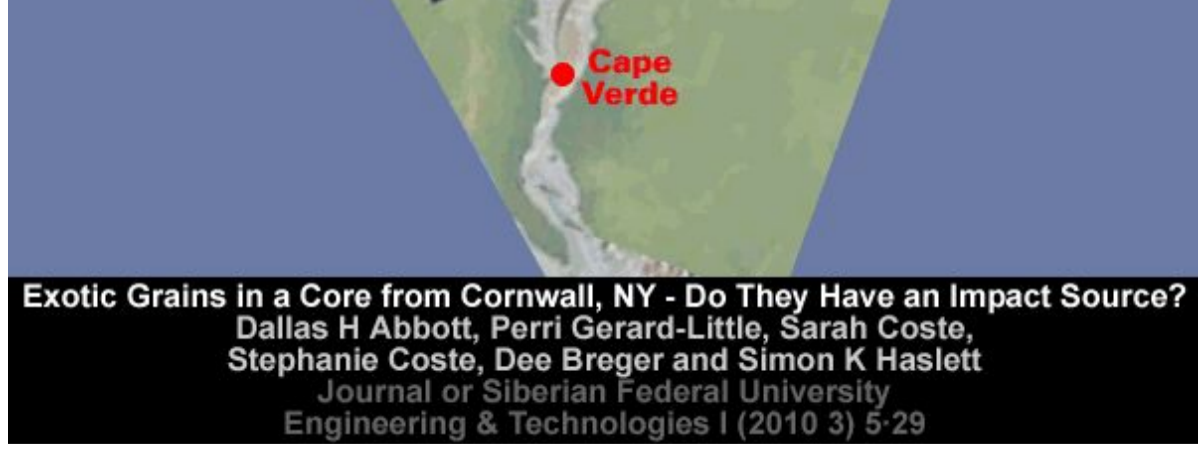 Cape
Verde
Exotic Grains in a Core from Cornwall, NY - Do They Have an Impact Source?
Dallas H Abbott, Perri Gerard-Little, Sarah Coste,
Stephanie Coste, Dee Breger and Simon K Haslett
Journal or Siberian Federal University
Engineering & Technologies I (2010 3) 5-29